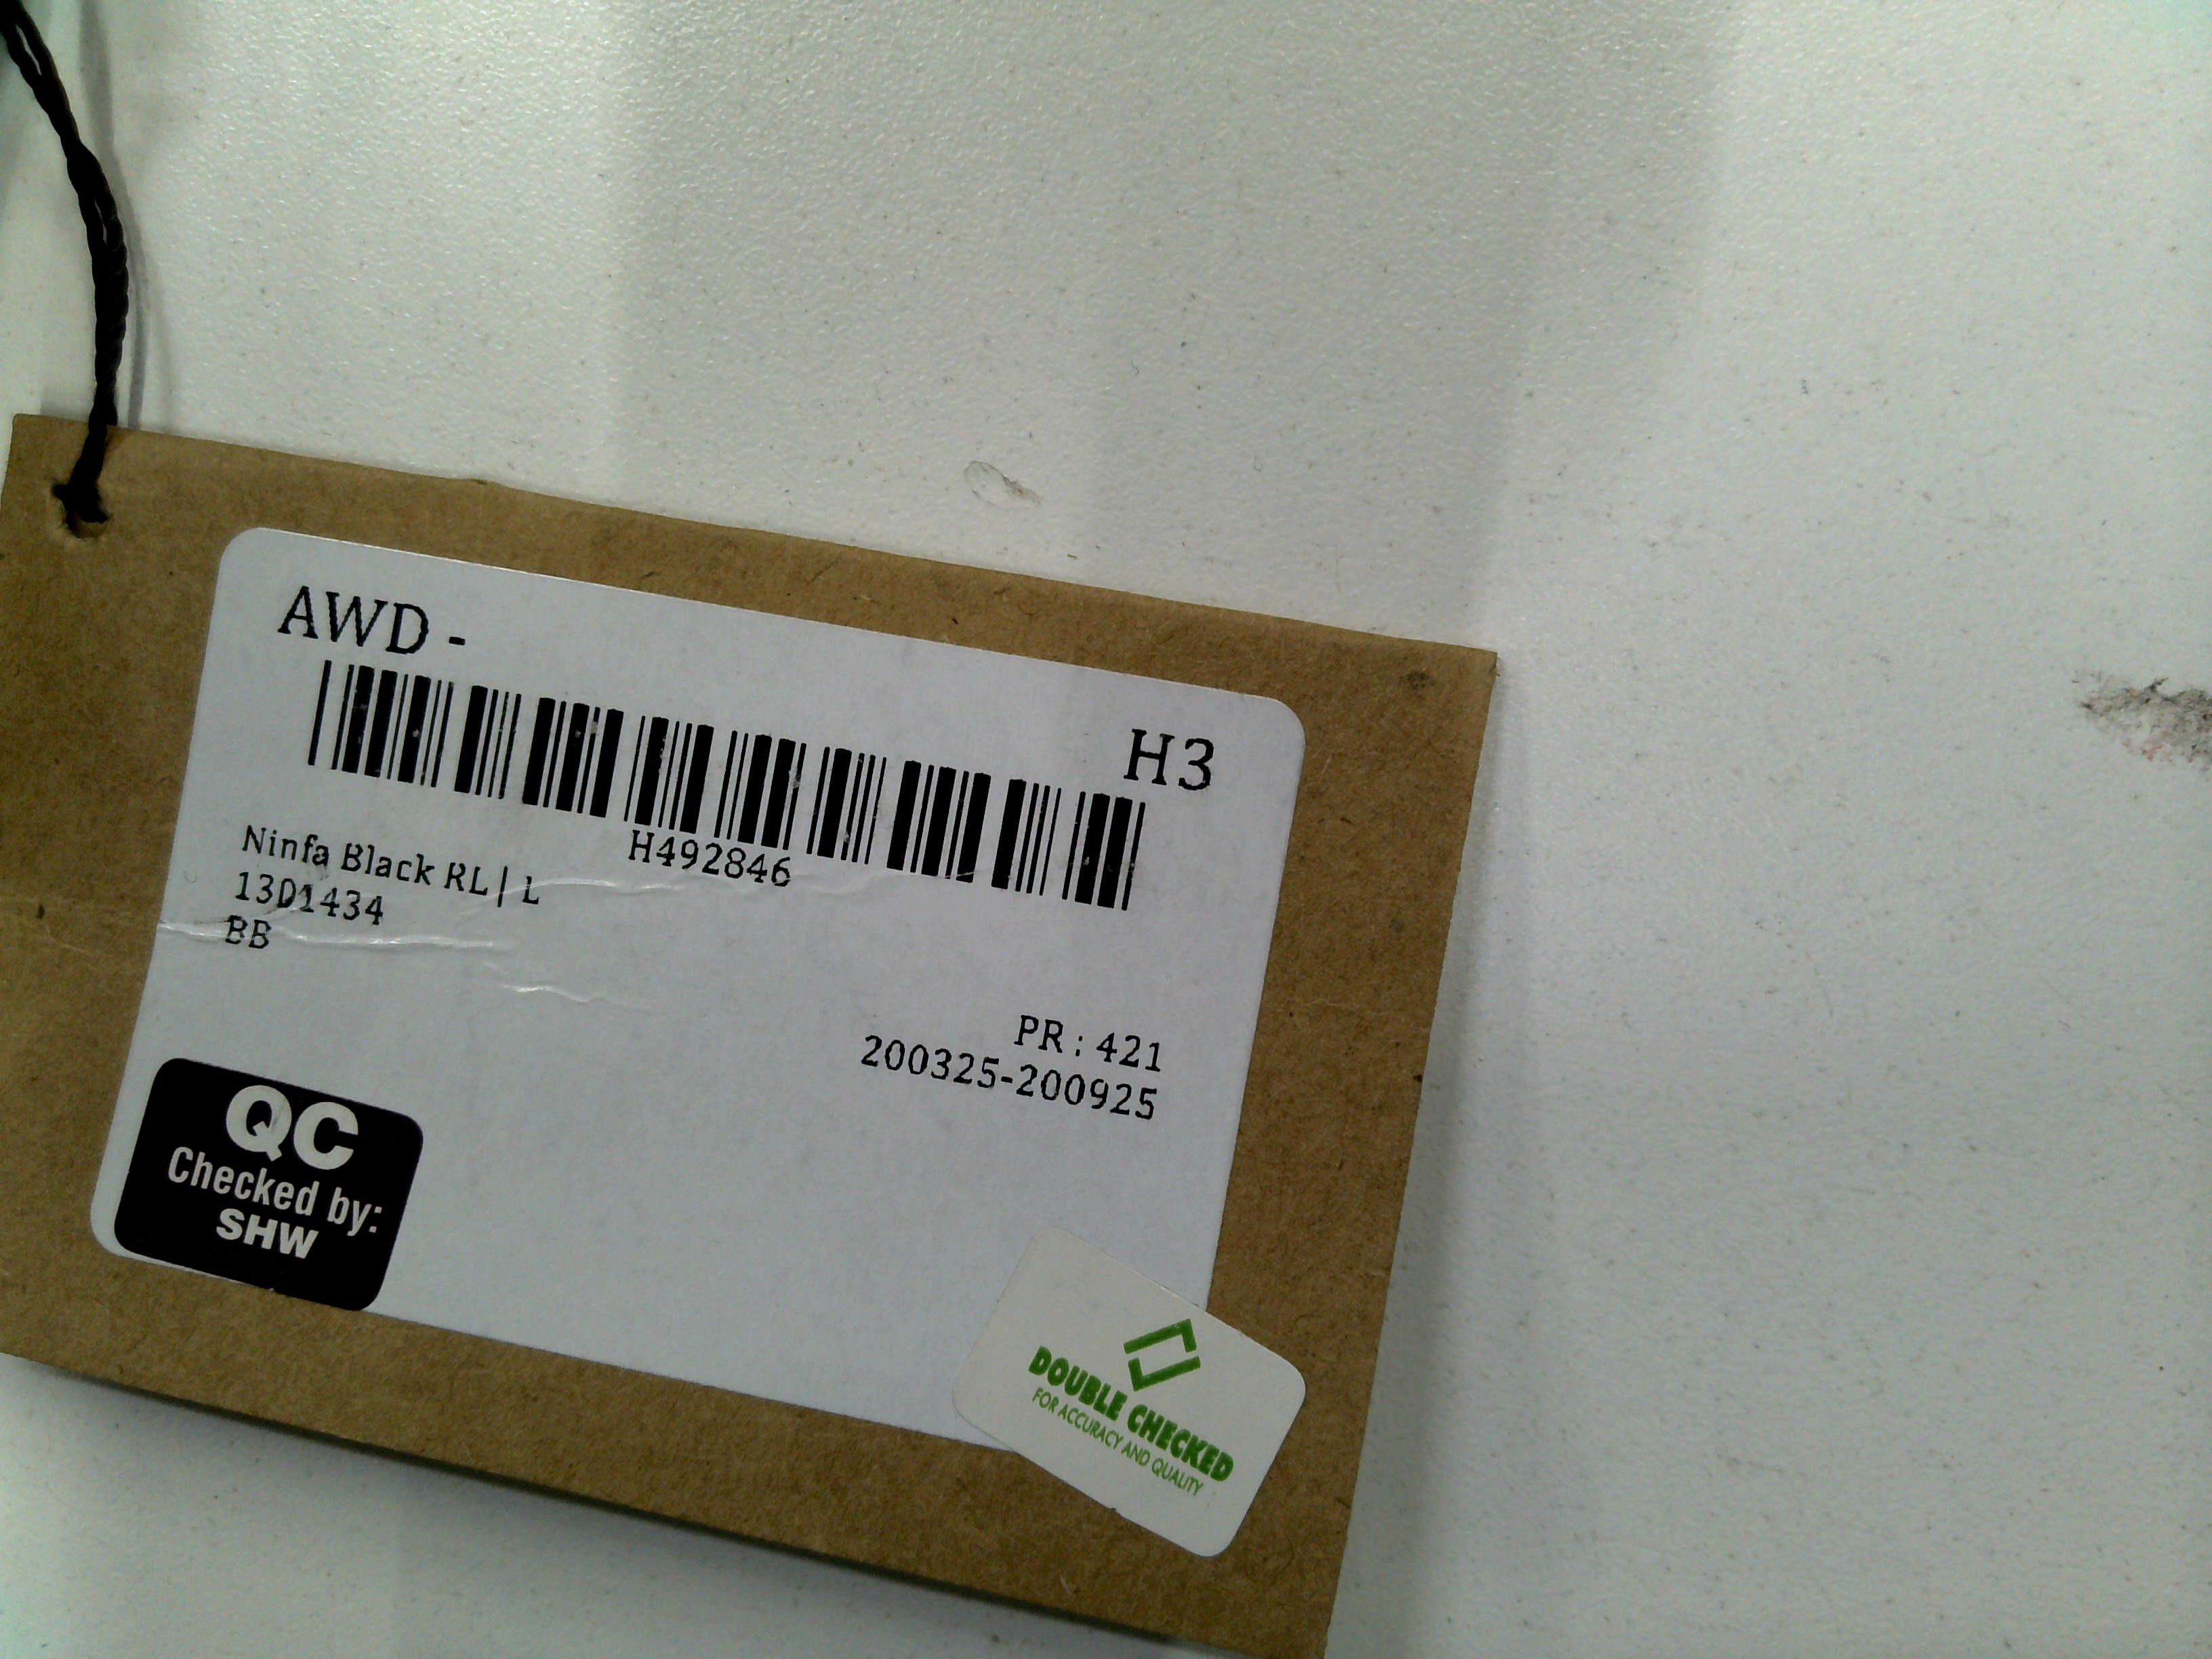 AWD -
H3
H492846
Ninfa Black RL | L
13D1434
BB
PR : 421
200325-200925
QC
Checked by:
SHW
DOUBLE CHECKED
FOR ACCURACY AND QUALITY